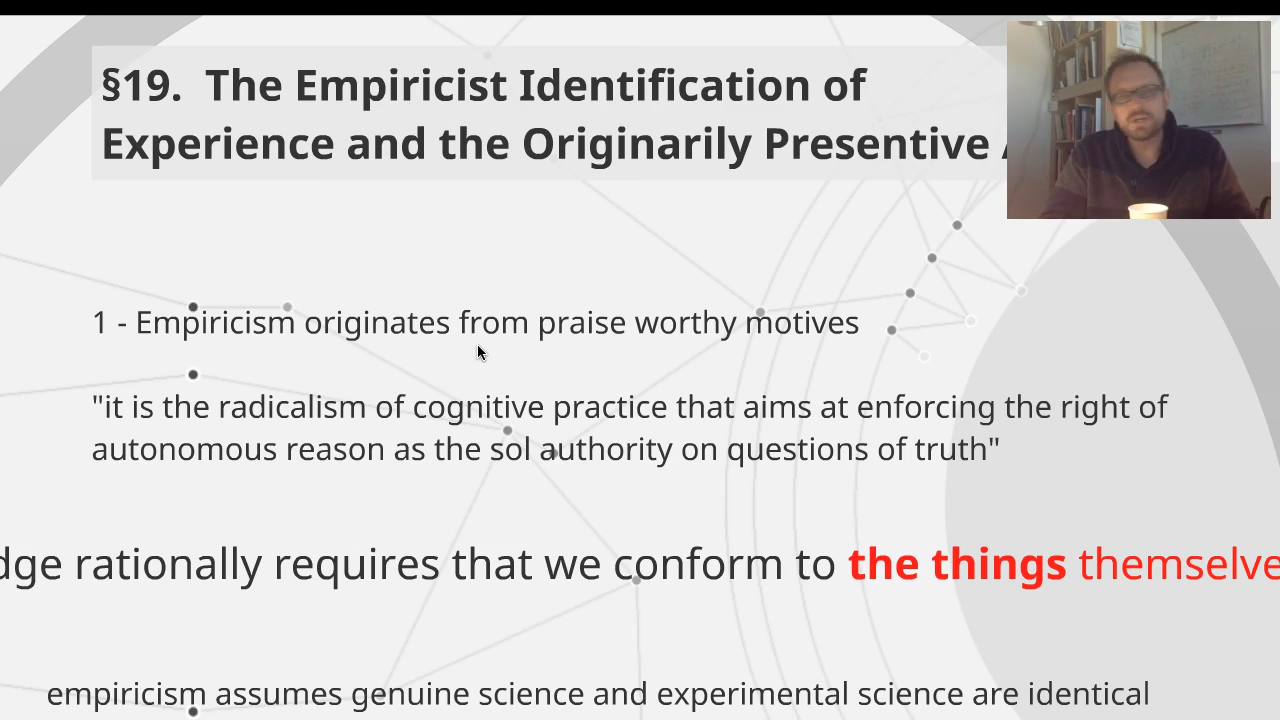 §19. The Empiricist Identification of
Experience and the Originarily Presentive
1 - Empiricism originates from praise worthy motives
"it is the radicalism of cognitive practice that aims at enforcing the right of
autonomous reason as the sol authority on questions of truth"
dge rationally requires that we conform to the things themselve
empiricism assumes genuine science and experimental science are identical